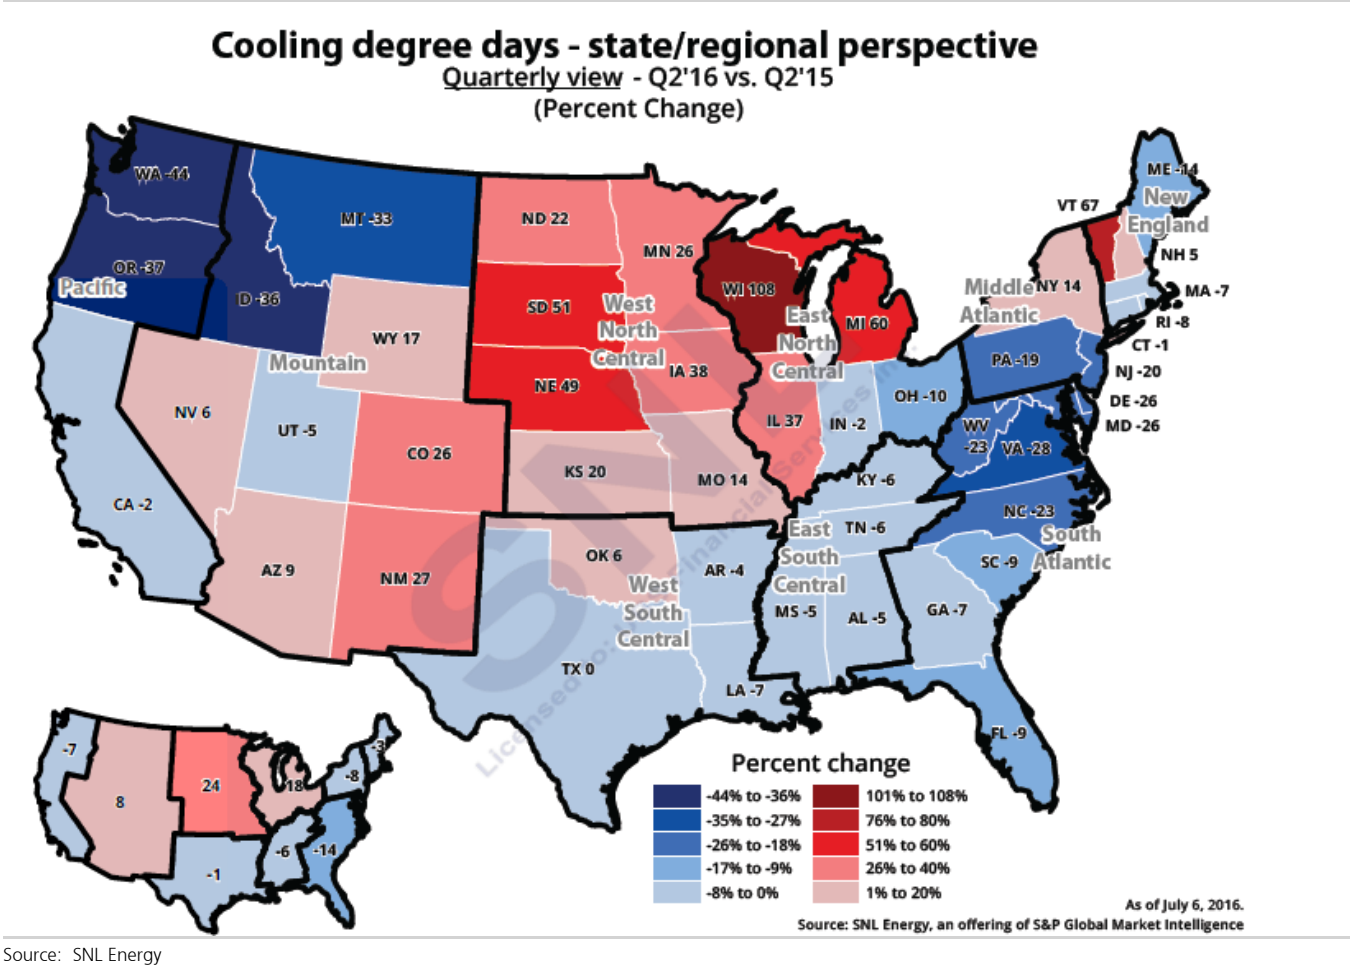 Cooling degree days - state/regional perspective
Quarterly view - Q2'16 vs. Q2'15
(Percent Change)
WA -44
OR -37
Pacific
ID -36
MT -33
WY 17
Mountain
NV 6
UT -5
CO 26
CA -2
AZ 9
NM 27
ND 22
MN 26
SD 51
West
North
Central
NE 49
IA 38
KS 20
MO 14
WI 108
MI 60
East
North
Central
IL 37
IN -2
OH -10
OK 6
AR -4
West
South
Central
TX 0
LA -7
KY -6
TN -6
East
South
Central
MS -5
AL -5
ME -14
New
England
VT 67
NH 5
MA -7
RI -8
CT -1
Middle
Atlantic
NY 14
PA -19
NJ -20
DE -26
MD -26
WV
-23
VA -28
NC -23
South
Atlantic
SC -9
GA -7
FL -9
SNL
Licensed to:
Financial Services
-7
8
24
18
-8
-3
-6
-14
-1
Percent change
-44% to -36%
-35% to -27%
-26% to -18%
-17% to -9%
-8% to 0%
101% to 108%
76% to 80%
51% to 60%
26% to 40%
1% to 20%
As of July 6, 2016.
Source: SNL Energy, an offering of S&P Global Market Intelligence
Source: SNL Energy